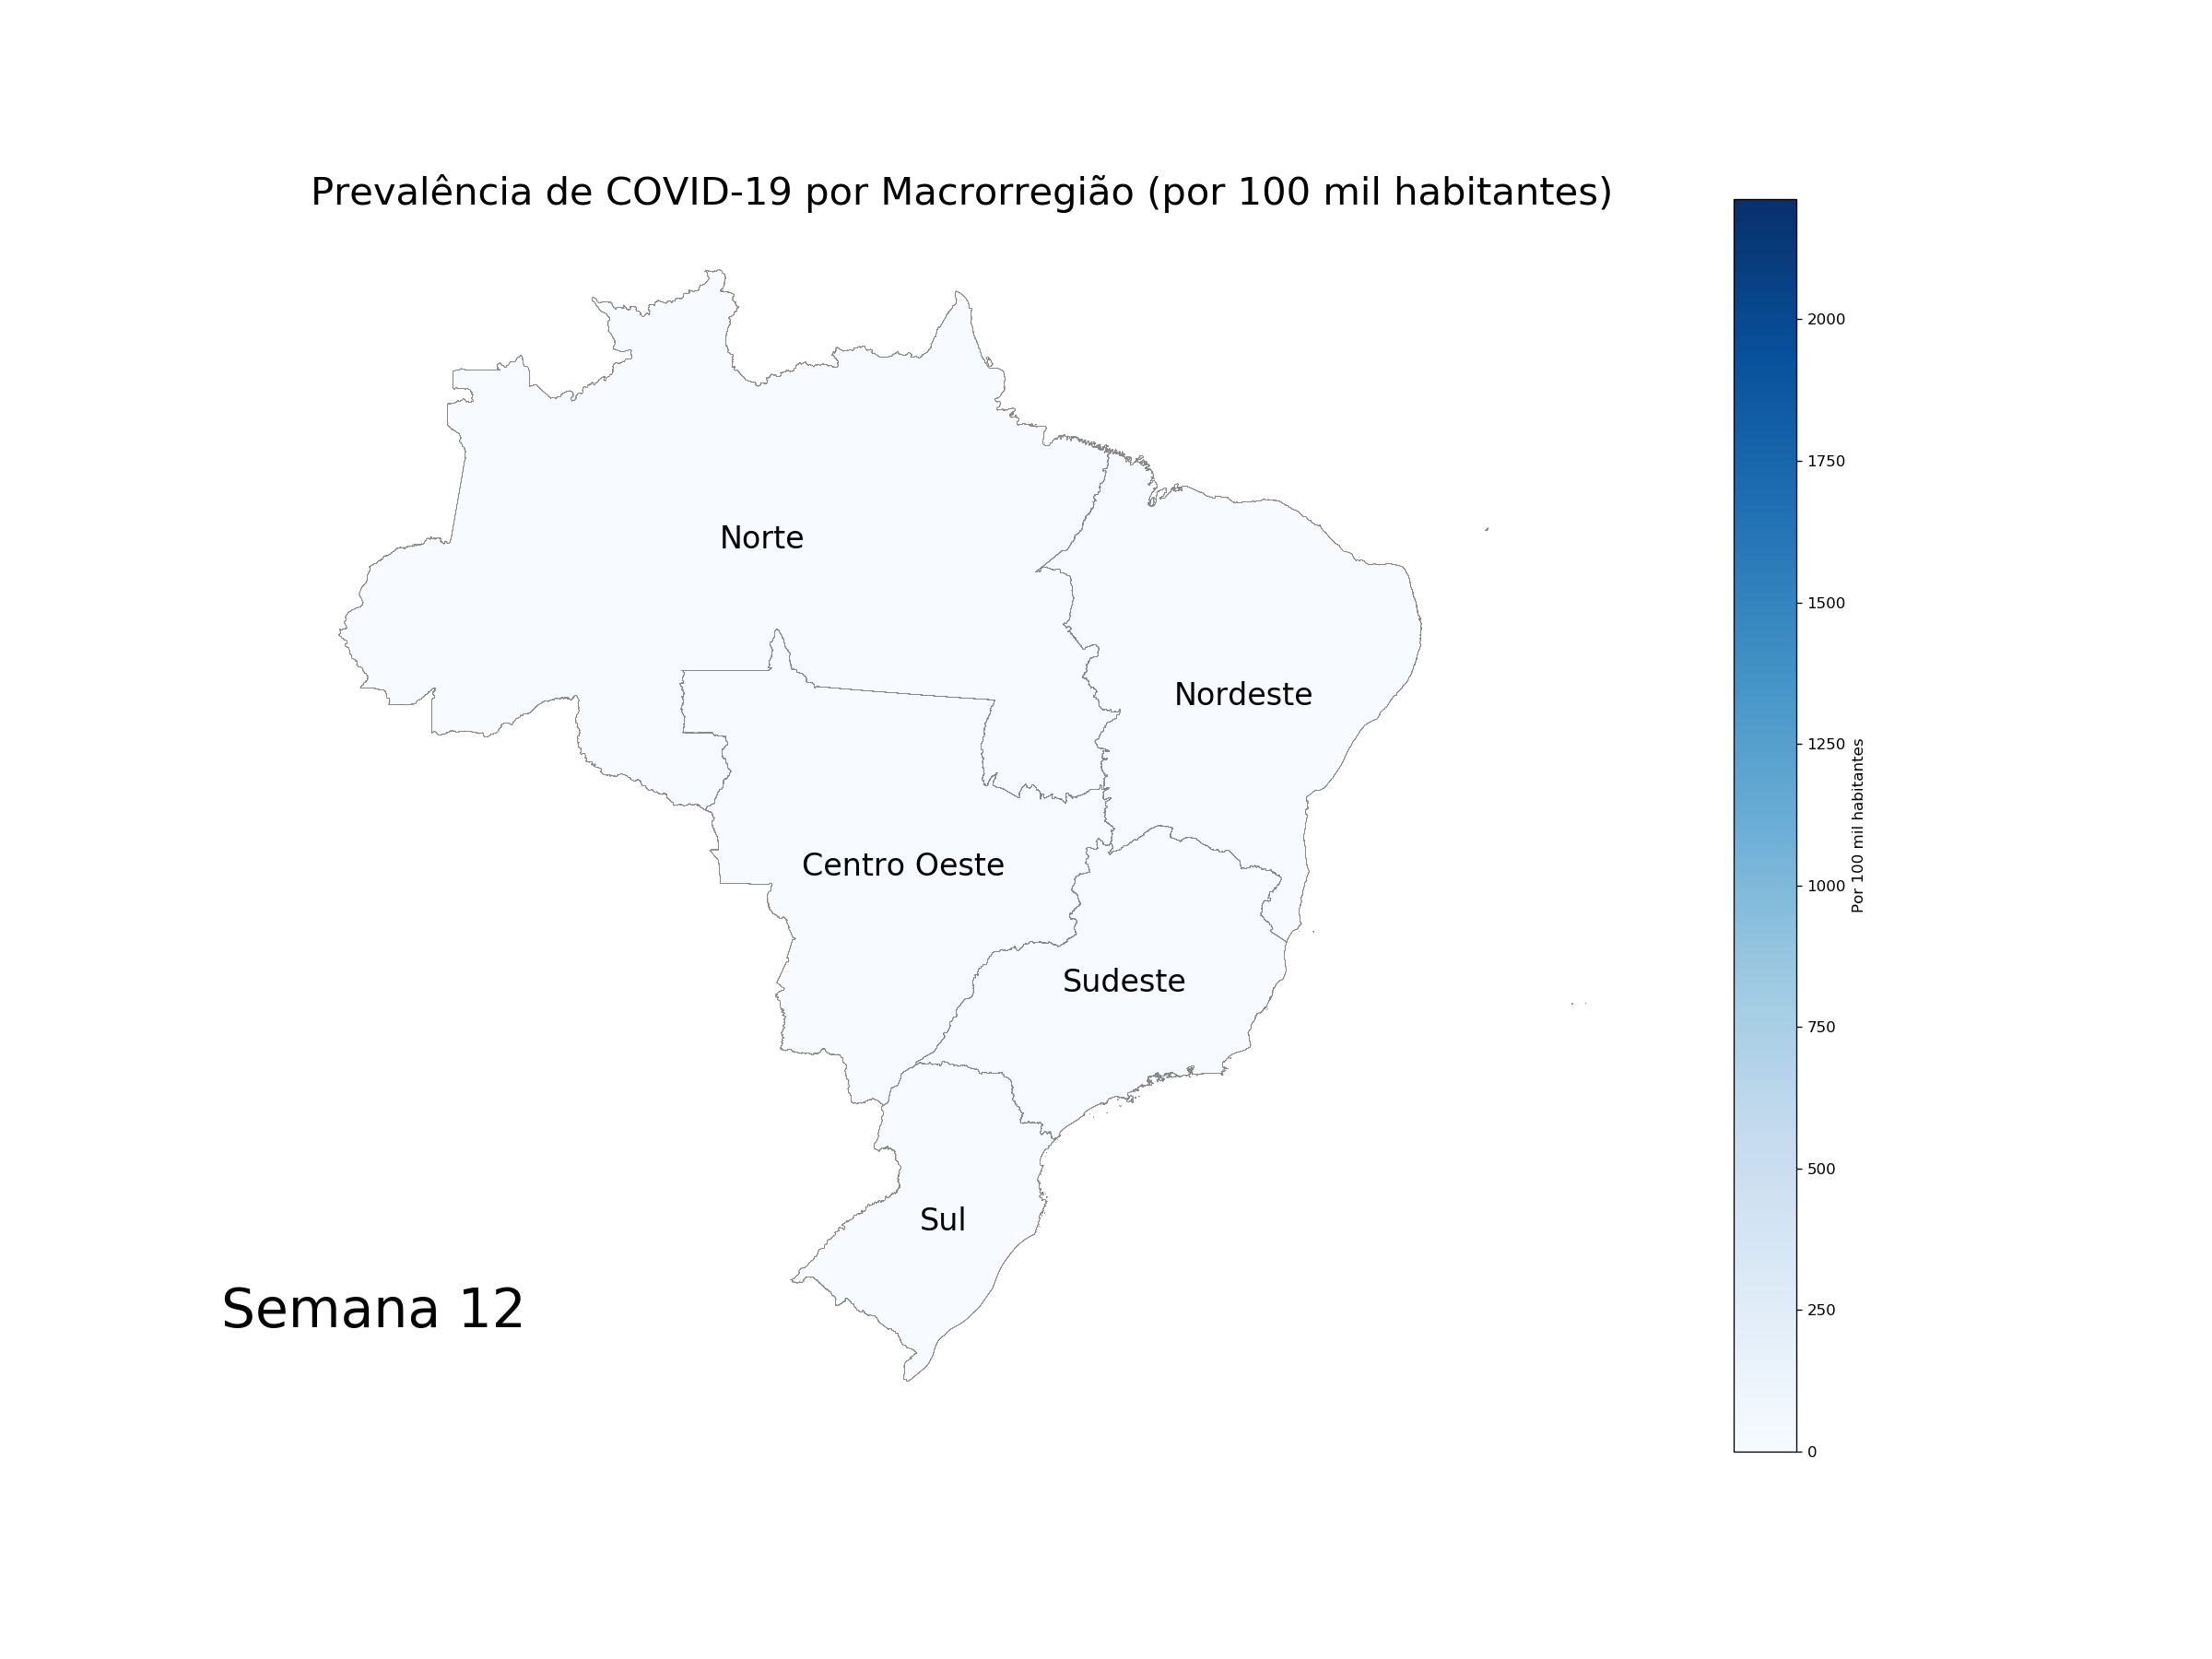 Prevalência de COVID-19 por Macrorregião (por 100 mil habitantes)
Norte
Nordeste
Centro Oeste
Sudeste
Sul
Semana 12
2000
1750
1500
1250
1000
750
500
250
0
Por 100 mil habitantes